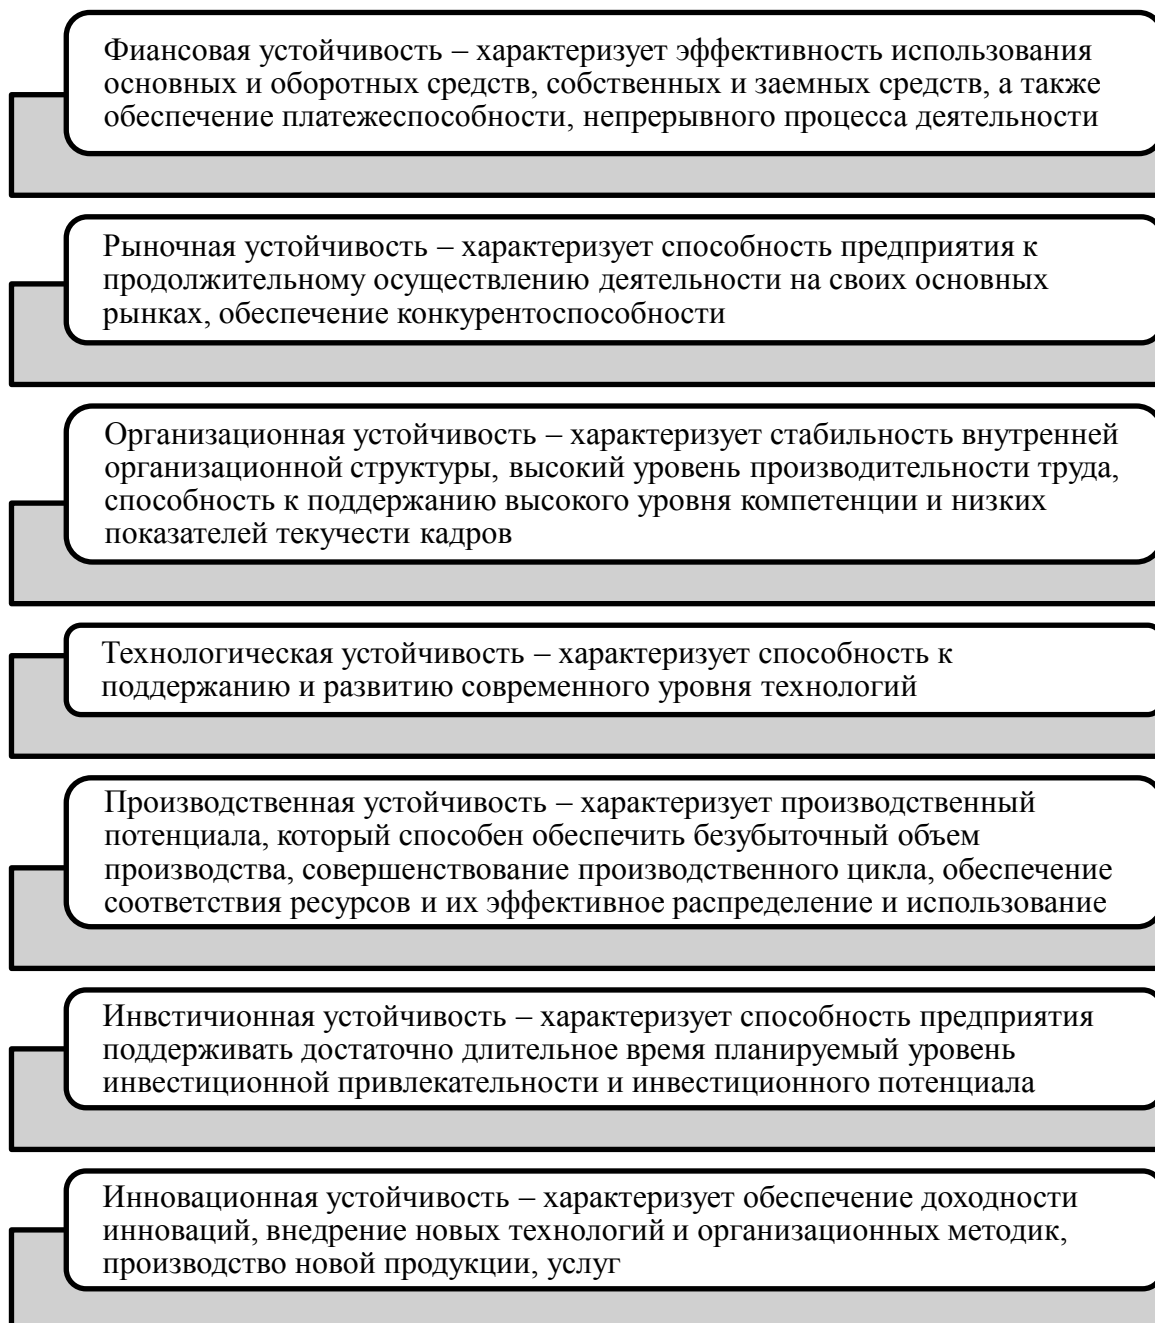 Фиансовая устойчивость – характеризует эффективность использования
основных и оборотных средств, собственных и заемных средств, а также
обеспечение платежеспособности, непрерывного процесса деятельности
Рыночная устойчивость – характеризует способность предприятия к
продолжительному осуществлению деятельности на своих основных
рынках, обеспечение конкурентоспособности
Организационная устойчивость – характеризует стабильность внутренней
организационной структуры, высокий уровень производительности труда,
способность к поддержанию высокого уровня компетенции и низких
показателей текучести кадров
Технологическая устойчивость – характеризует способность к
поддержанию и развитию современного уровня технологий
Производственная устойчивость – характеризует производственный
потенциала, который способен обеспечить безубыточный объем
производства, совершенствование производственного цикла, обеспечение
соответствия ресурсов и их эффективное распределение и использование
Инвстичионная устойчивость – характеризует способность предприятия
поддерживать достаточно длительное время планируемый уровень
инвестиционной привлекательности и инвестиционного потенциала
Инновационная устойчивость – характеризует обеспечение доходности
инноваций, внедрение новых технологий и организационных методик,
производство новой продукции, услуг